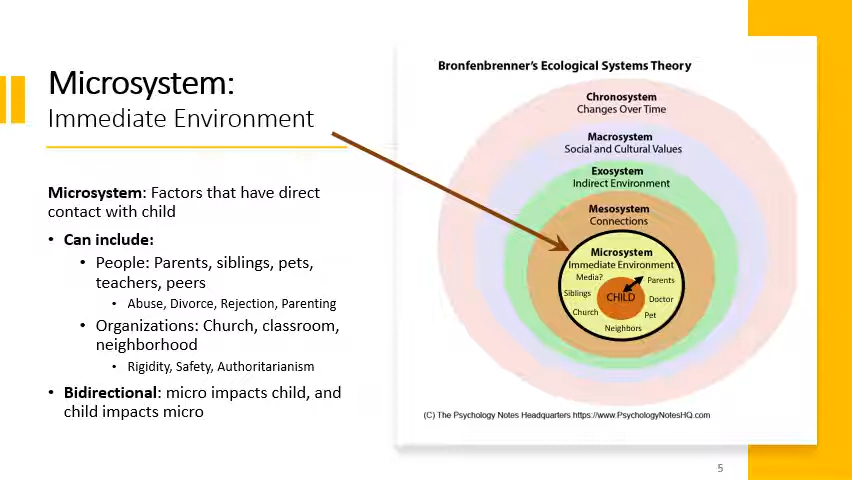 Microsystem:
Immediate Environment
Microsystem: Factors that have direct
contact with child
• Can include:
• People: Parents, siblings, pets,
teachers, peers
• Abuse, Divorce, Rejection, Parenting
• Organizations: Church, classroom,
neighborhood
• Rigidity, Safety, Authoritarianism
• Bidirectional: micro impacts child, and
child impacts micro
Bronfenbrenner's Ecological Systems Theory
Chronosystem
Changes Over Time
Macrosystem
Social and Cultural Values
Exosystem
Indirect Environment
Mesosystem
Connections
Microsystem
Immediate Environment
Media?
Parents
Siblings
CHILD
Doctor
Church
Pet
Neighbors
(C) The Psychology Notes Headquarters https://www.PsychologyNotesHQ.com
5